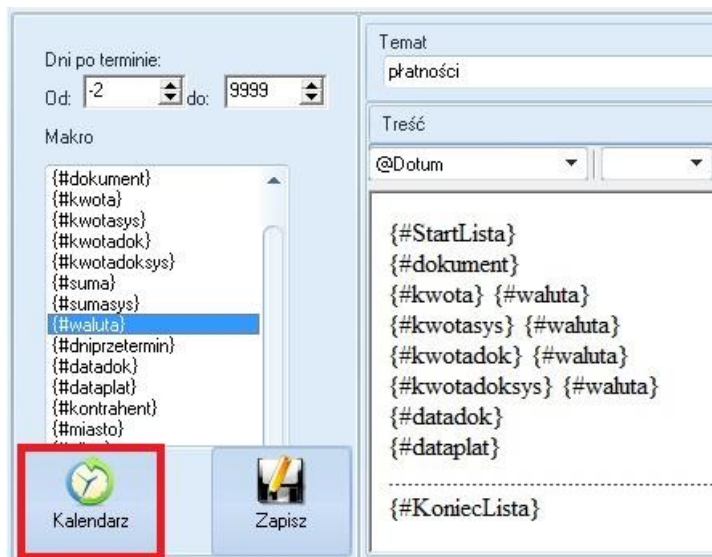 Dni po terminie:
Od: -2 do: 9999
Makro
{#dokument}
{#kwota}
{#kwotasys}
{#kwotadok}
{#kwotadoksys}
{#suma}
{#sumasys}
{#waluta}
{#dniprzetermin}
{#datadok}
{#dataplat}
{#kontrahent}
{#miasto}
Kalendarz
Zapisz
Temat
płatności
Treść
@Dotum
{#StartLista}
{#dokument}
{#kwota} {#waluta}
{#kwotasys} {#waluta}
{#kwotadok} {#waluta}
{#kwotadoksys} {#waluta}
{#datadok}
{#dataplat}
{#KoniecLista}